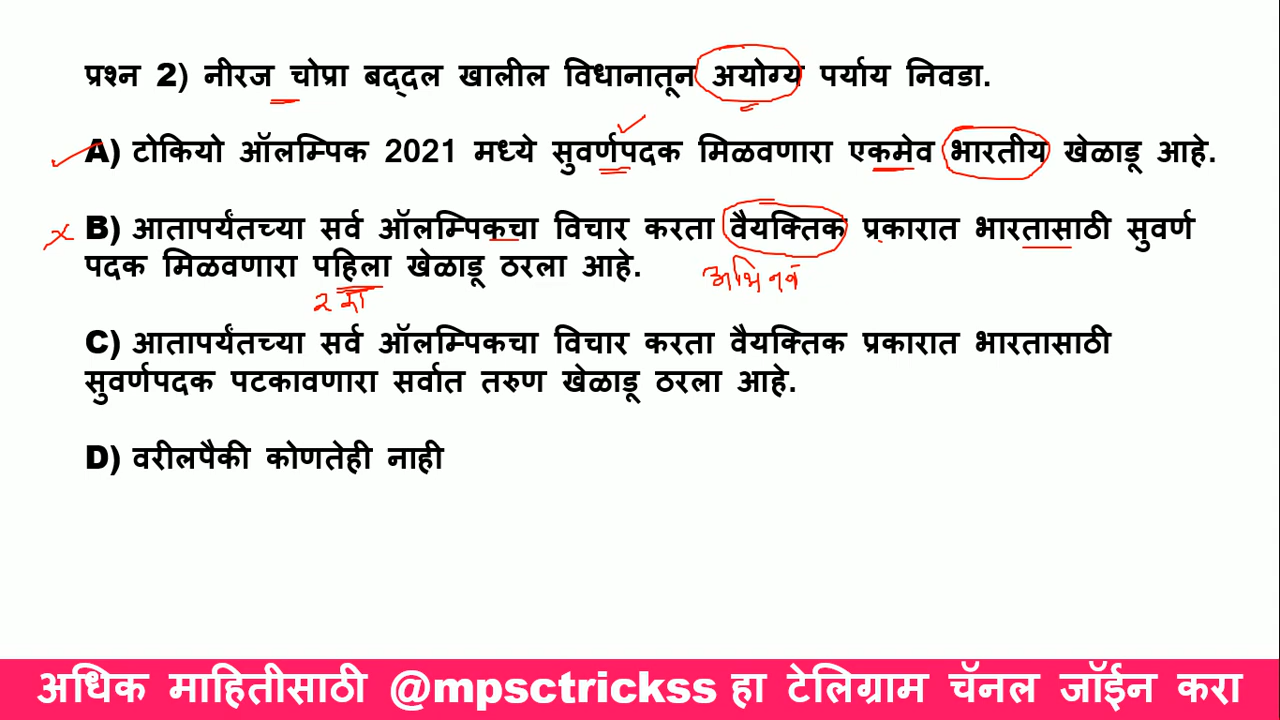 प्रश्न 2) नीरज चोप्रा बद्दल खालील विधानातून अयोग्य पर्याय निवडा.
A) टोकियो ऑलम्पिक 2021 मध्ये सुवर्णपदक मिळवणारा एकमेव भारतीय खेळाडू आहे.
B) आतापर्यंतच्या सर्व ऑलम्पिकचा विचार करता वैयक्तिक प्रकारात भारतासाठी सुवर्ण
पदक मिळवणारा पहिला खेळाडू ठरला आहे.
अभिनव
२ रा
C) आतापर्यंतच्या सर्व ऑलम्पिकचा विचार करता वैयक्तिक प्रकारात भारतासाठी
सुवर्णपदक पटकावणारा सर्वात तरुण खेळाडू ठरला आहे.
D) वरीलपैकी कोणतेही नाही
अधिक माहितीसाठी @mpsctrickss हा टेलिग्राम चॅनल जॉईन करा